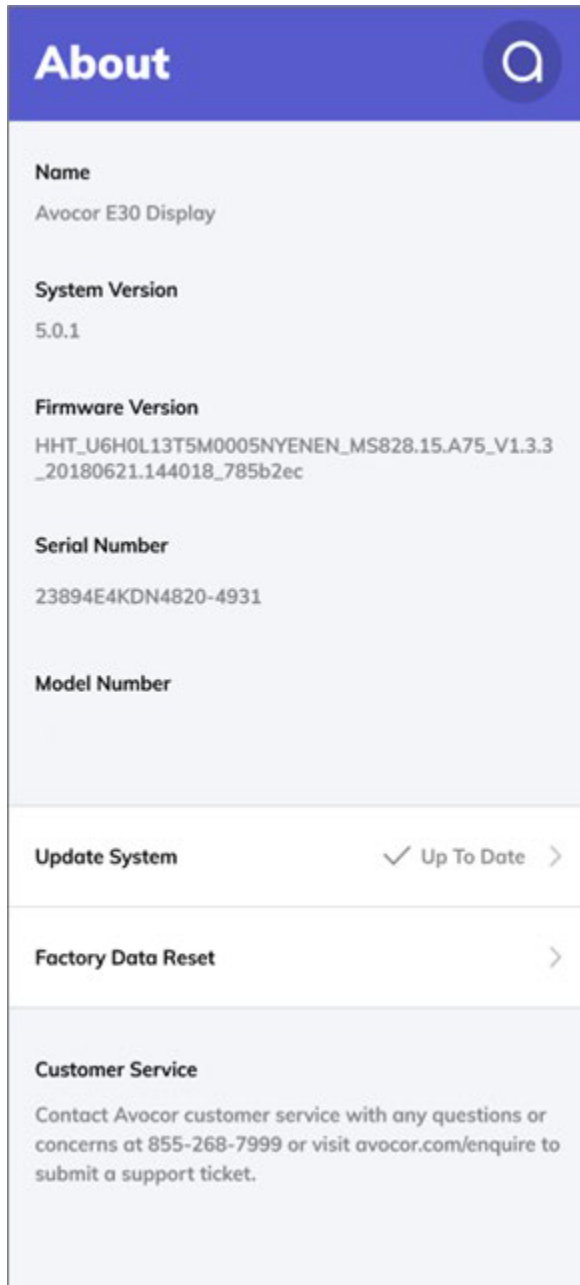 About
Name
Avocor E30 Display
System Version
5.0.1
Firmware Version
HHT_U6H0L13T5M0005NYENEN_MS828.15.A75_V1.3.3
_20180621.144018_785b2ec
Serial Number
23894E4KDN4820-4931
Model Number
Update System Up To Date
Factory Data Reset
Customer Service
Contact Avocor customer service with any questions or
concerns at 855-268-7999 or visit avocor.com/enquire to
submit a support ticket.